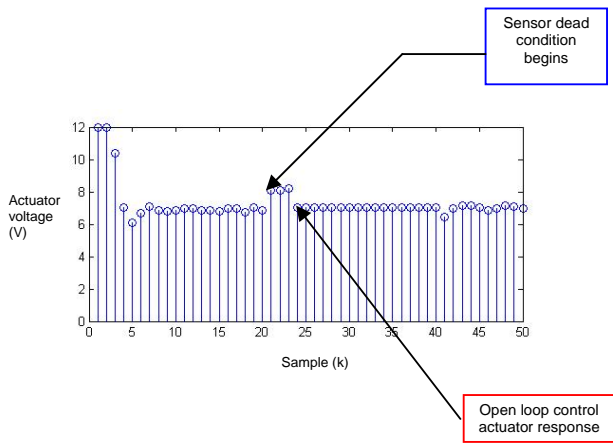 Sensor dead
condition
begins
12
10
8
6
4
2
0
Actuator
voltage
(V)
0 5 10 15 20 25 30 35 40 45 50
Sample (k)
Open loop control
actuator response